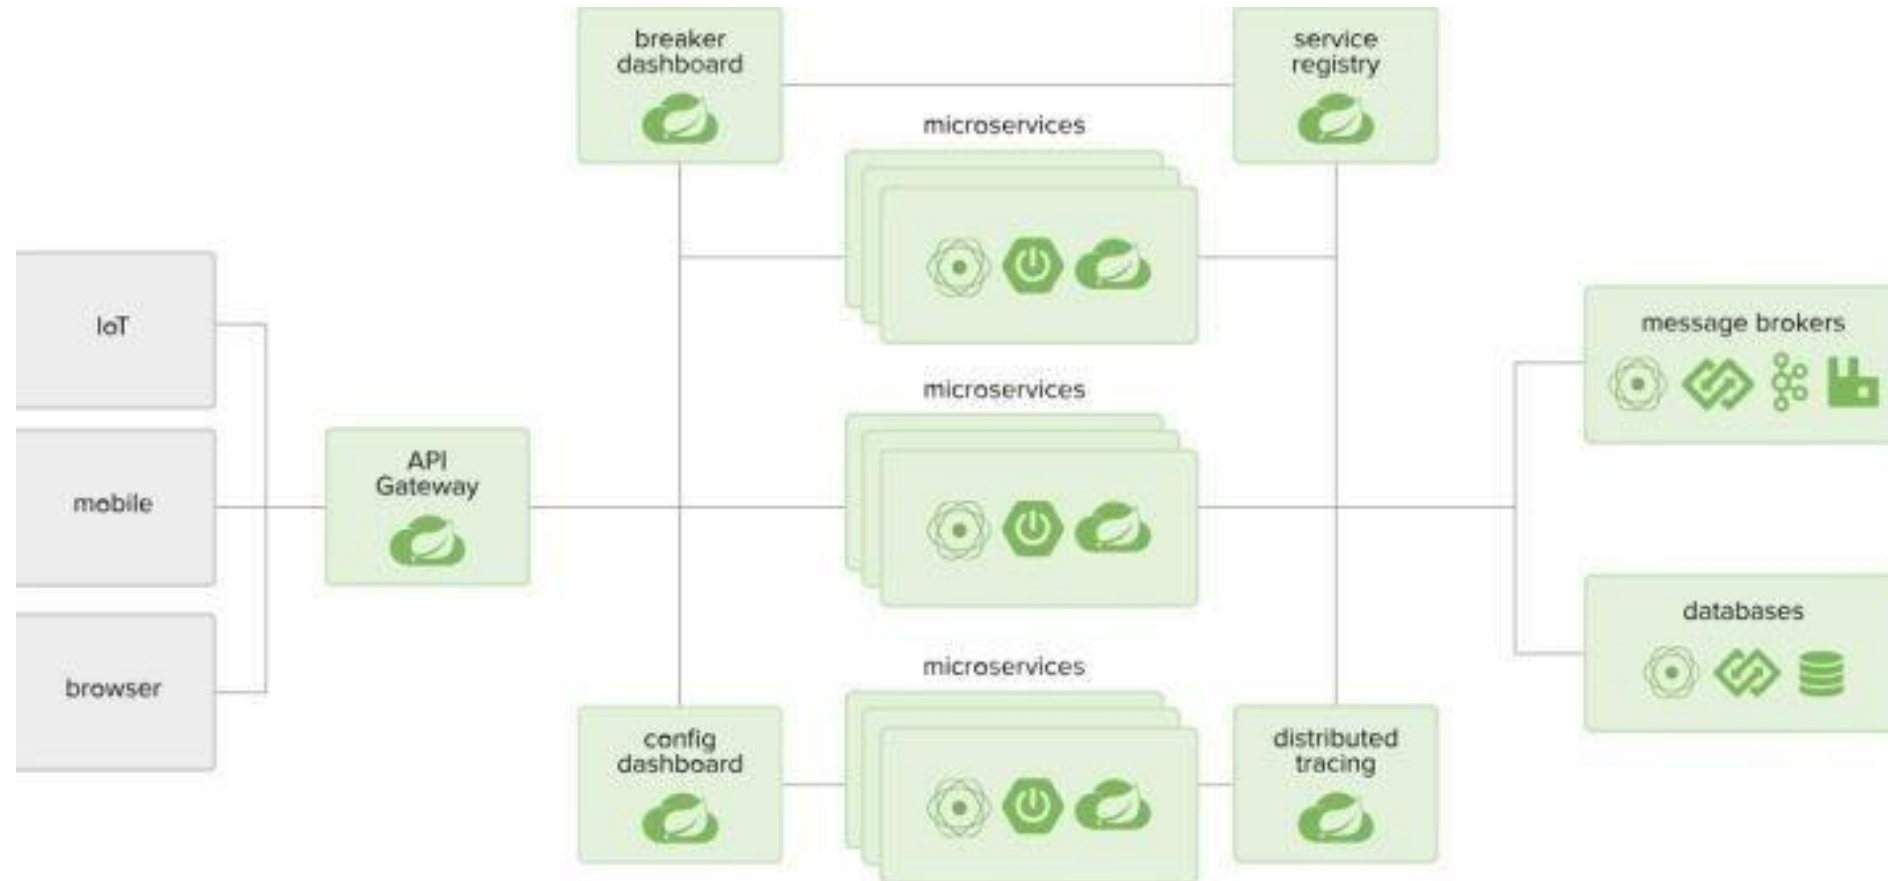 breaker
dashboard
service
registry
microservices
IoT
message brokers
microservices
API
Gateway
mobile
databases
microservices
browser
config
dashboard
distributed
tracing